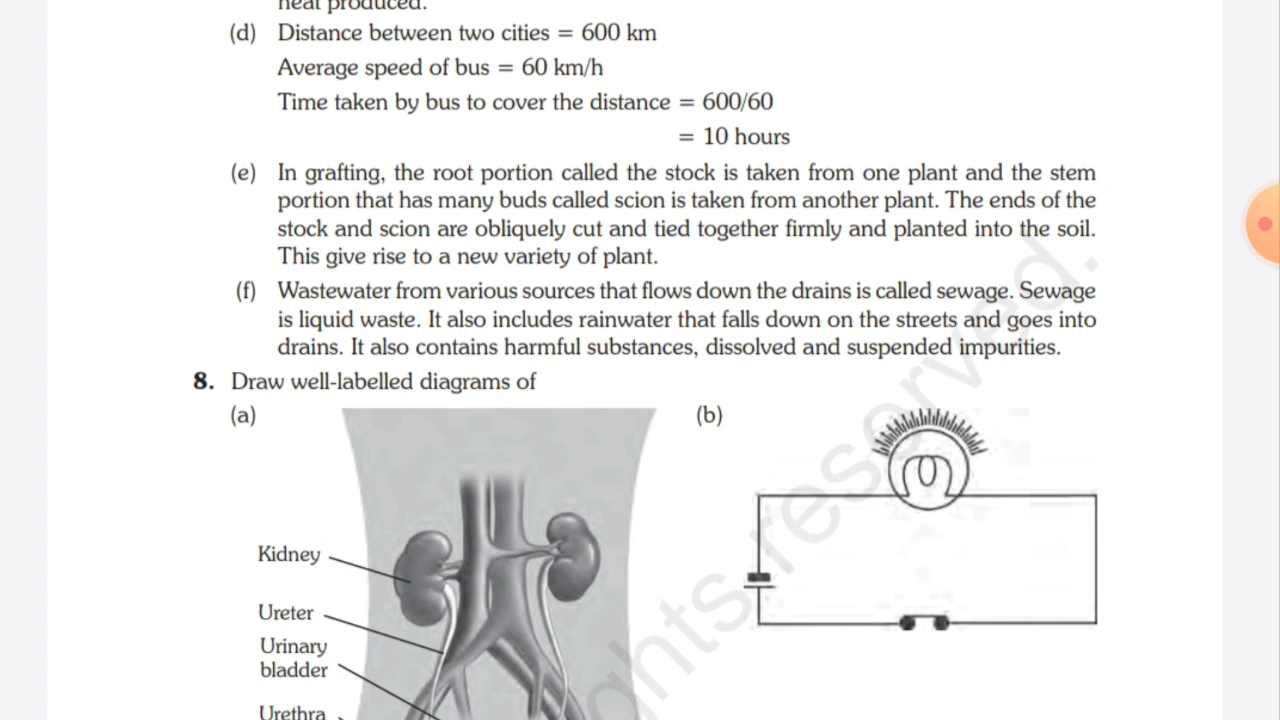 heat produced.
(d) Distance between two cities = 600 km
Average speed of bus = 60 km/h
Time taken by bus to cover the distance = 600/60
= 10 hours
(e) In grafting, the root portion called the stock is taken from one plant and the stem
portion that has many buds called scion is taken from another plant. The ends of the
stock and scion are obliquely cut and tied together firmly and planted into the soil.
This give rise to a new variety of plant.
(f) Wastewater from various sources that flows down the drains is called sewage. Sewage
is liquid waste. It also includes rainwater that falls down on the streets and goes into
drains. It also contains harmful substances, dissolved and suspended impurities.
8. Draw well-labelled diagrams of
(a) (b)
Kidney
Ureter
Urinary
bladder
Urethra
ghts reserved.